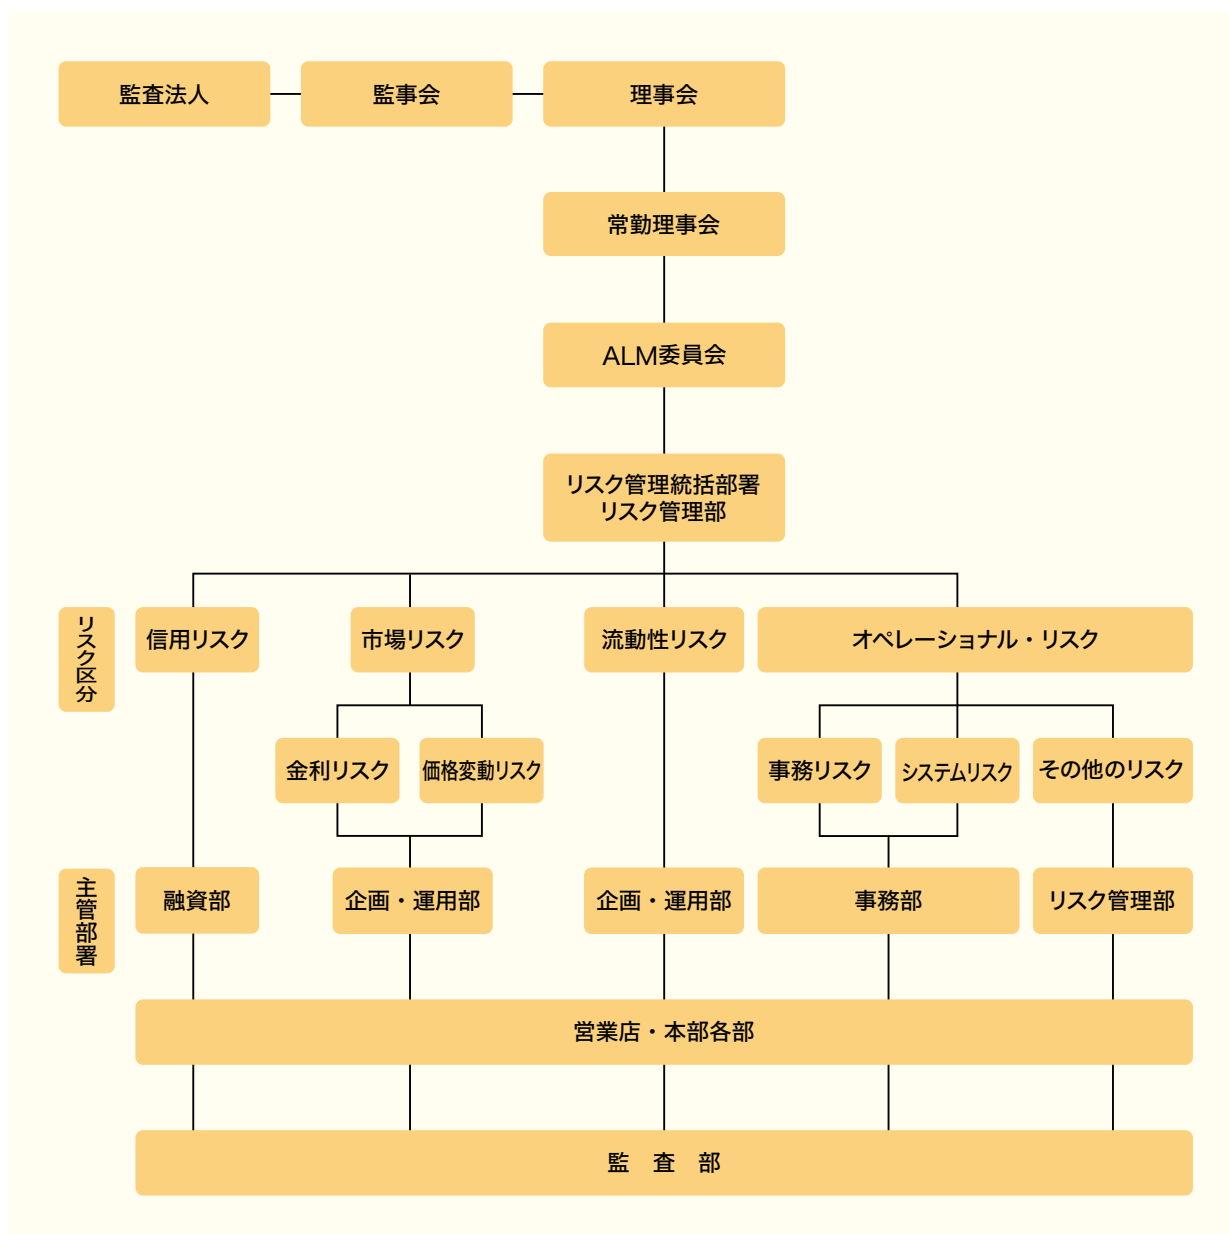 監査法人
監事会
理事会
常勤理事会
ALM委員会
リスク管理統括部署
リスク管理部
リスク区分
信用リスク
市場リスク
流動性リスク
オペレーショナル・リスク
金利リスク
価格変動リスク
事務リスク
システムリスク
その他のリスク
主管部署
融資部
企画・運用部
企画・運用部
事務部
リスク管理部
営業店・本部各部
監　査　部